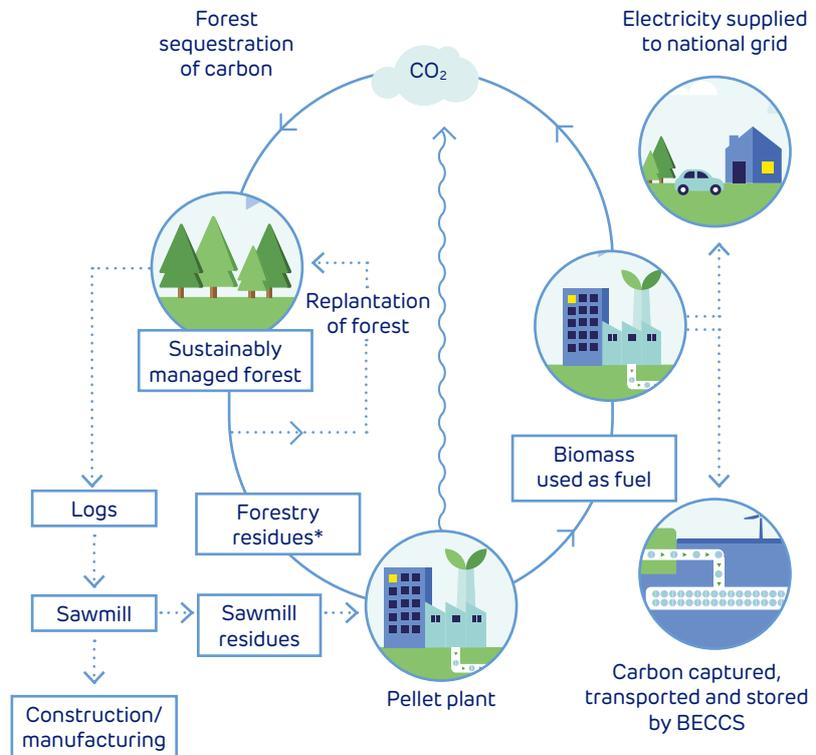 Forest
sequestration
of carbon
CO₂
Electricity supplied
to national grid
Replantation
of forest
Sustainably
managed forest
Biomass
used as fuel
Logs
Forestry
residues*
Sawmill
Sawmill
residues
Pellet plant
Carbon captured,
transported and stored
by BECCS
Construction/
manufacturing